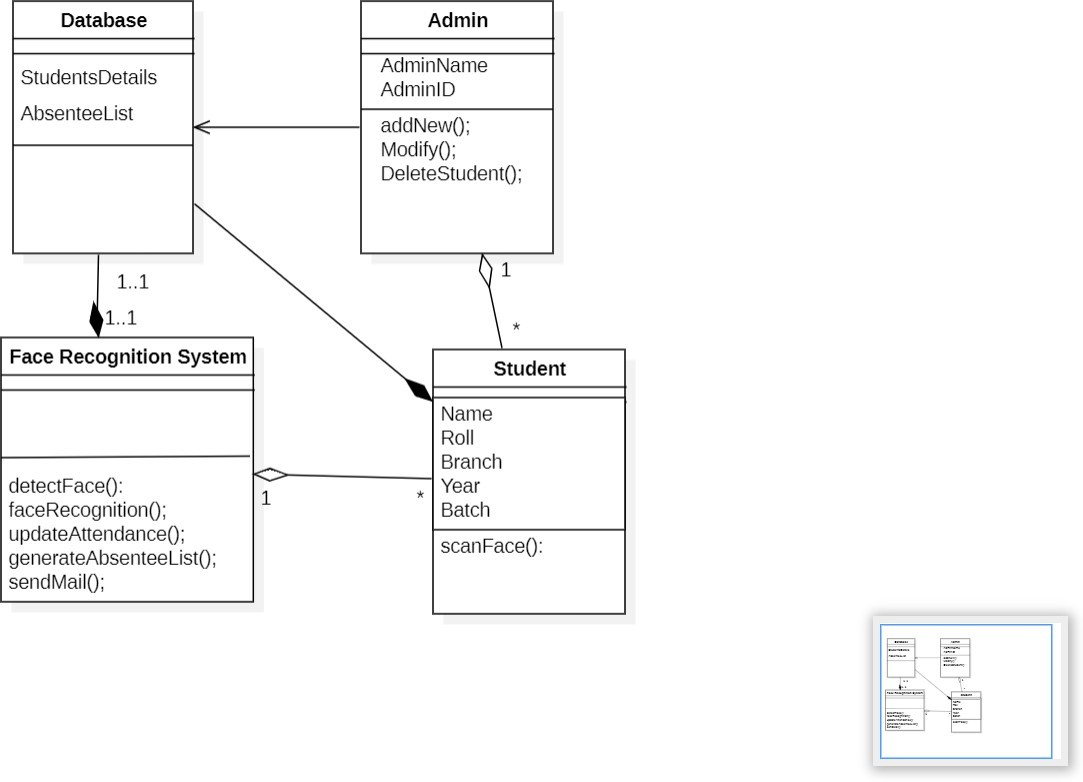 Database
StudentsDetails
AbsenteeList
Admin
AdminName
AdminID
addNew();
Modify();
DeleteStudent();
1..1
1..1
1
*
Face Recognition System
detectFace():
faceRecognition();
updateAttendance();
generateAbsenteeList();
sendMail();
1
*
Student
Name
Roll
Branch
Year
Batch
scanFace():